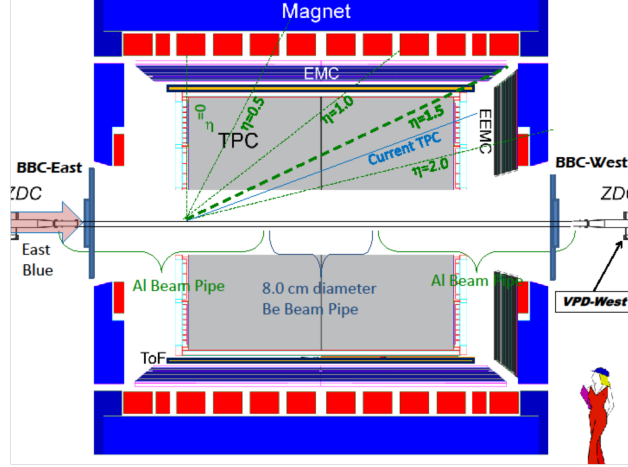 Magnet
EMC
η=0
η=0.5
η=1.0
η=1.5
EEMC
TPC
Current TPC
η=2.0
BBC-East
BBC-West
ZDC
ZDC
East
Blue
Al Beam Pipe
8.0 cm diameter
Be Beam Pipe
Al Beam Pipe
VPD-West
ToF